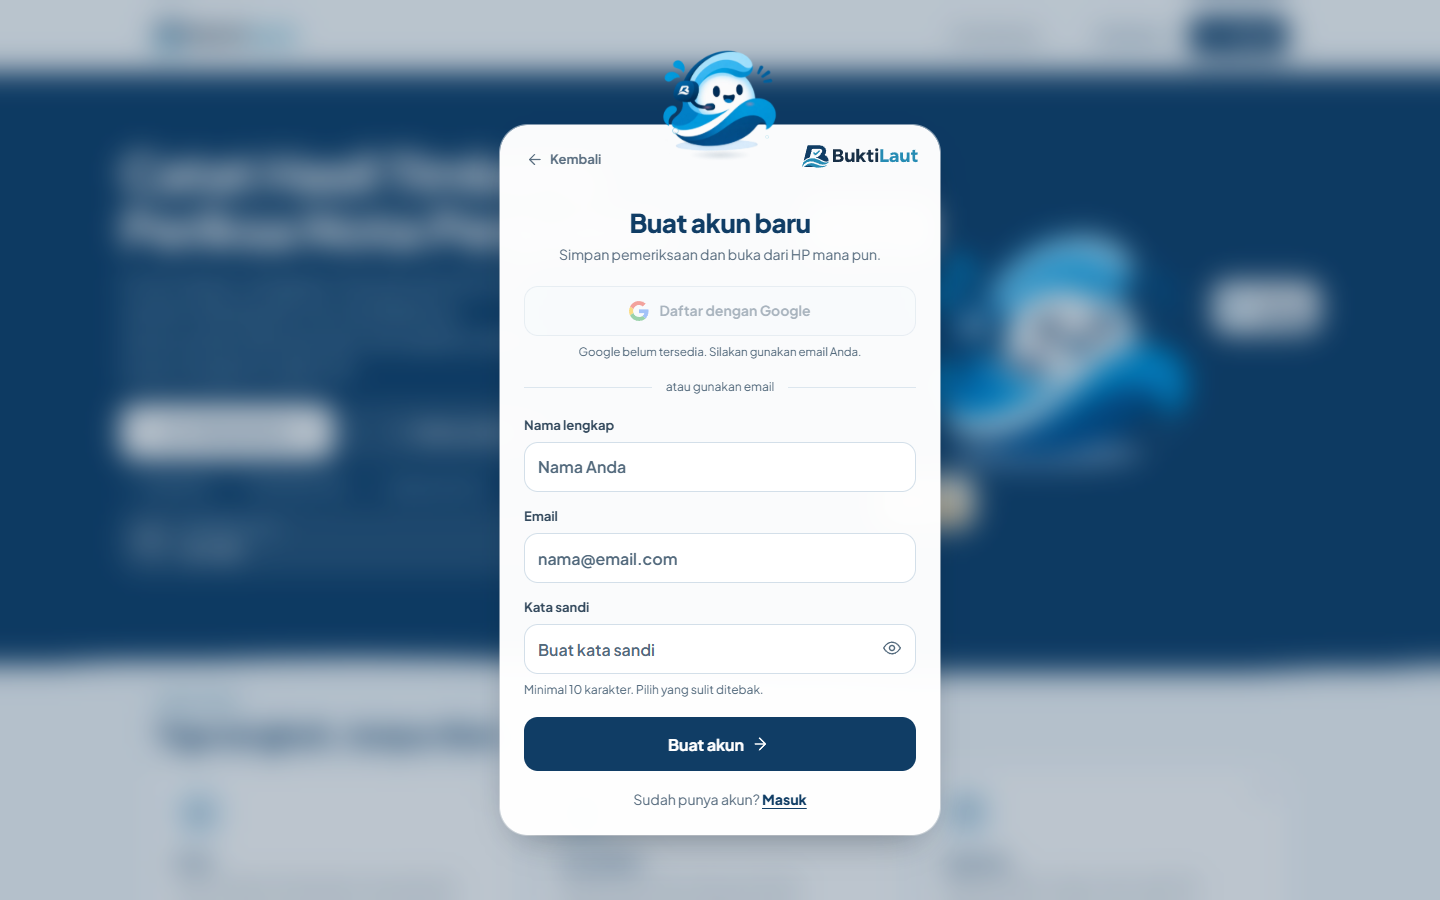 Kembali
BuktiLaut
Buat akun baru
Simpan pemeriksaan dan buka dari HP mana pun.
Daftar dengan Google
Google belum tersedia. Silakan gunakan email Anda.
atau gunakan email
Nama lengkap
Nama Anda
Email
nama@email.com
Kata sandi
Buat kata sandi
Minimal 10 karakter. Pilih yang sulit ditebak.
Buat akun
Sudah punya akun? Masuk